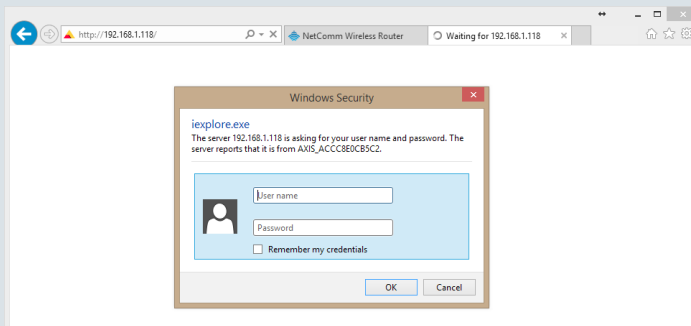 http://192.168.1.118/
NetComm Wireless Router
Waiting for 192.168.1.118
Windows Security
iexplore.exe
The server 192.168.1.118 is asking for your user name and password. The
server reports that it is from AXIS_ACCC8E0CB5C2.
User name
Password
Remember my credentials
OK Cancel